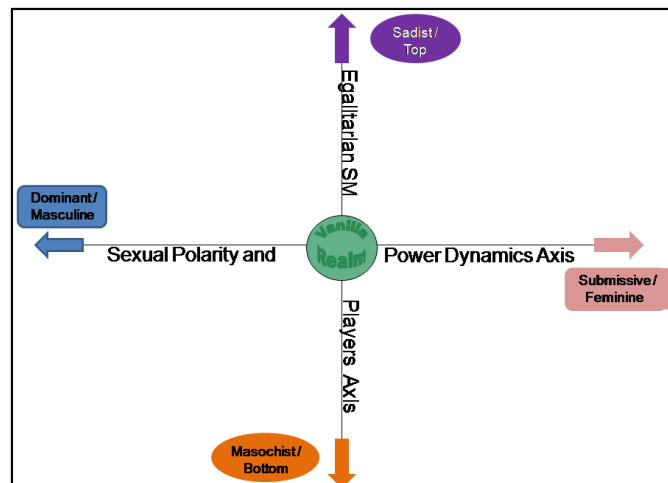 Sadist/
Top
Egalitarian SM
Dominant/
Masculine
Vanilla
Realm
Sexual Polarity and
Power Dynamics Axis
Submissive/
Feminine
Players Axis
Masochist/
Bottom